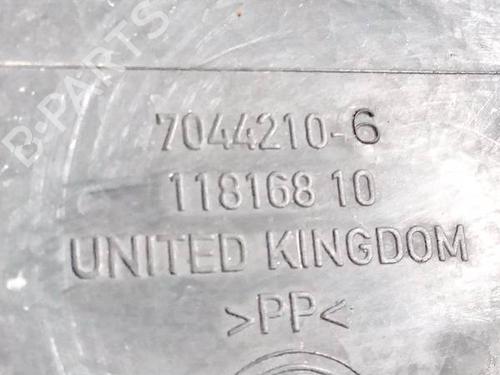 B-PARTS
7044210-6
118168 10
UNITED KINGDOM
>PP<